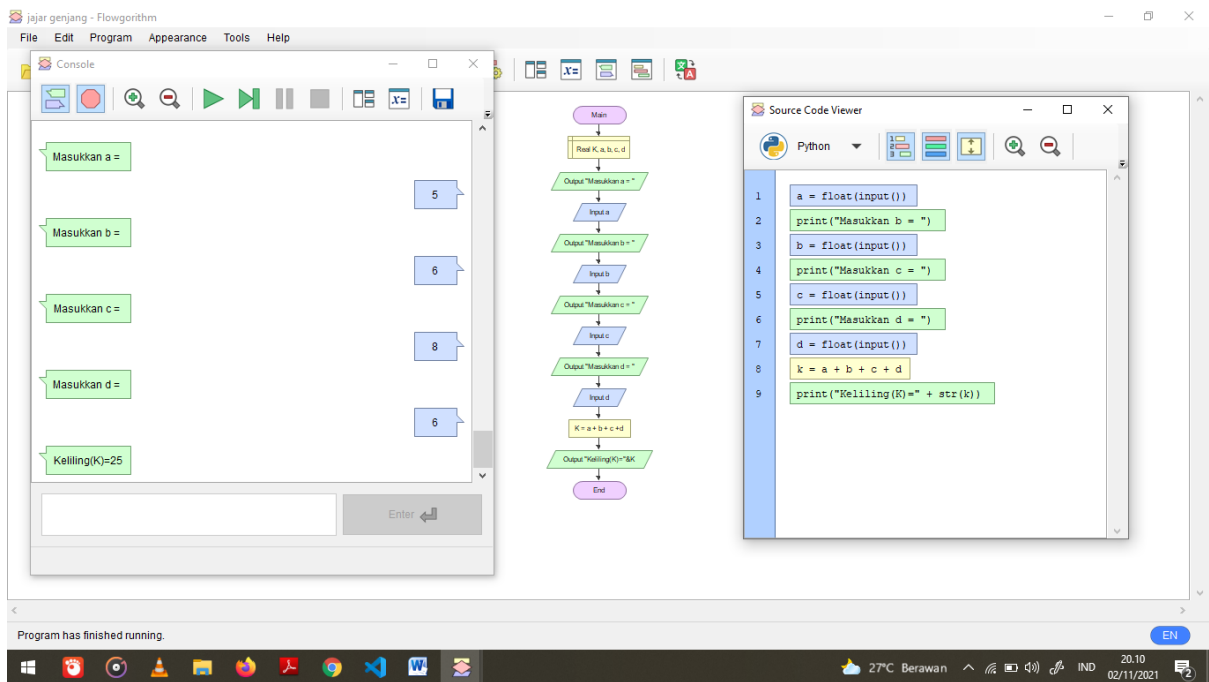 jajar genjang - Flowgorithm
File Edit Program Appearance Tools Help
Console
Masukkan a =
5
Masukkan b =
6
Masukkan c =
8
Masukkan d =
6
Keliling(K)=25
Enter
Main
Real K, a, b, c, d
Output "Masukkan a = "
Input a
Output "Masukkan b = "
Input b
Output "Masukkan c = "
Input c
Output "Masukkan d = "
Input d
K = a + b + c +d
Output "Keliling(K)="&K
End
Source Code Viewer
Python
1 a = float(input())
2 print("Masukkan b = ")
3 b = float(input())
4 print("Masukkan c = ")
5 c = float(input())
6 print("Masukkan d = ")
7 d = float(input())
8 k = a + b + c + d
9 print("Keliling(K)=" + str(k))
Program has finished running.
EN
27°C Berawan
IND
20.10
02/11/2021
2